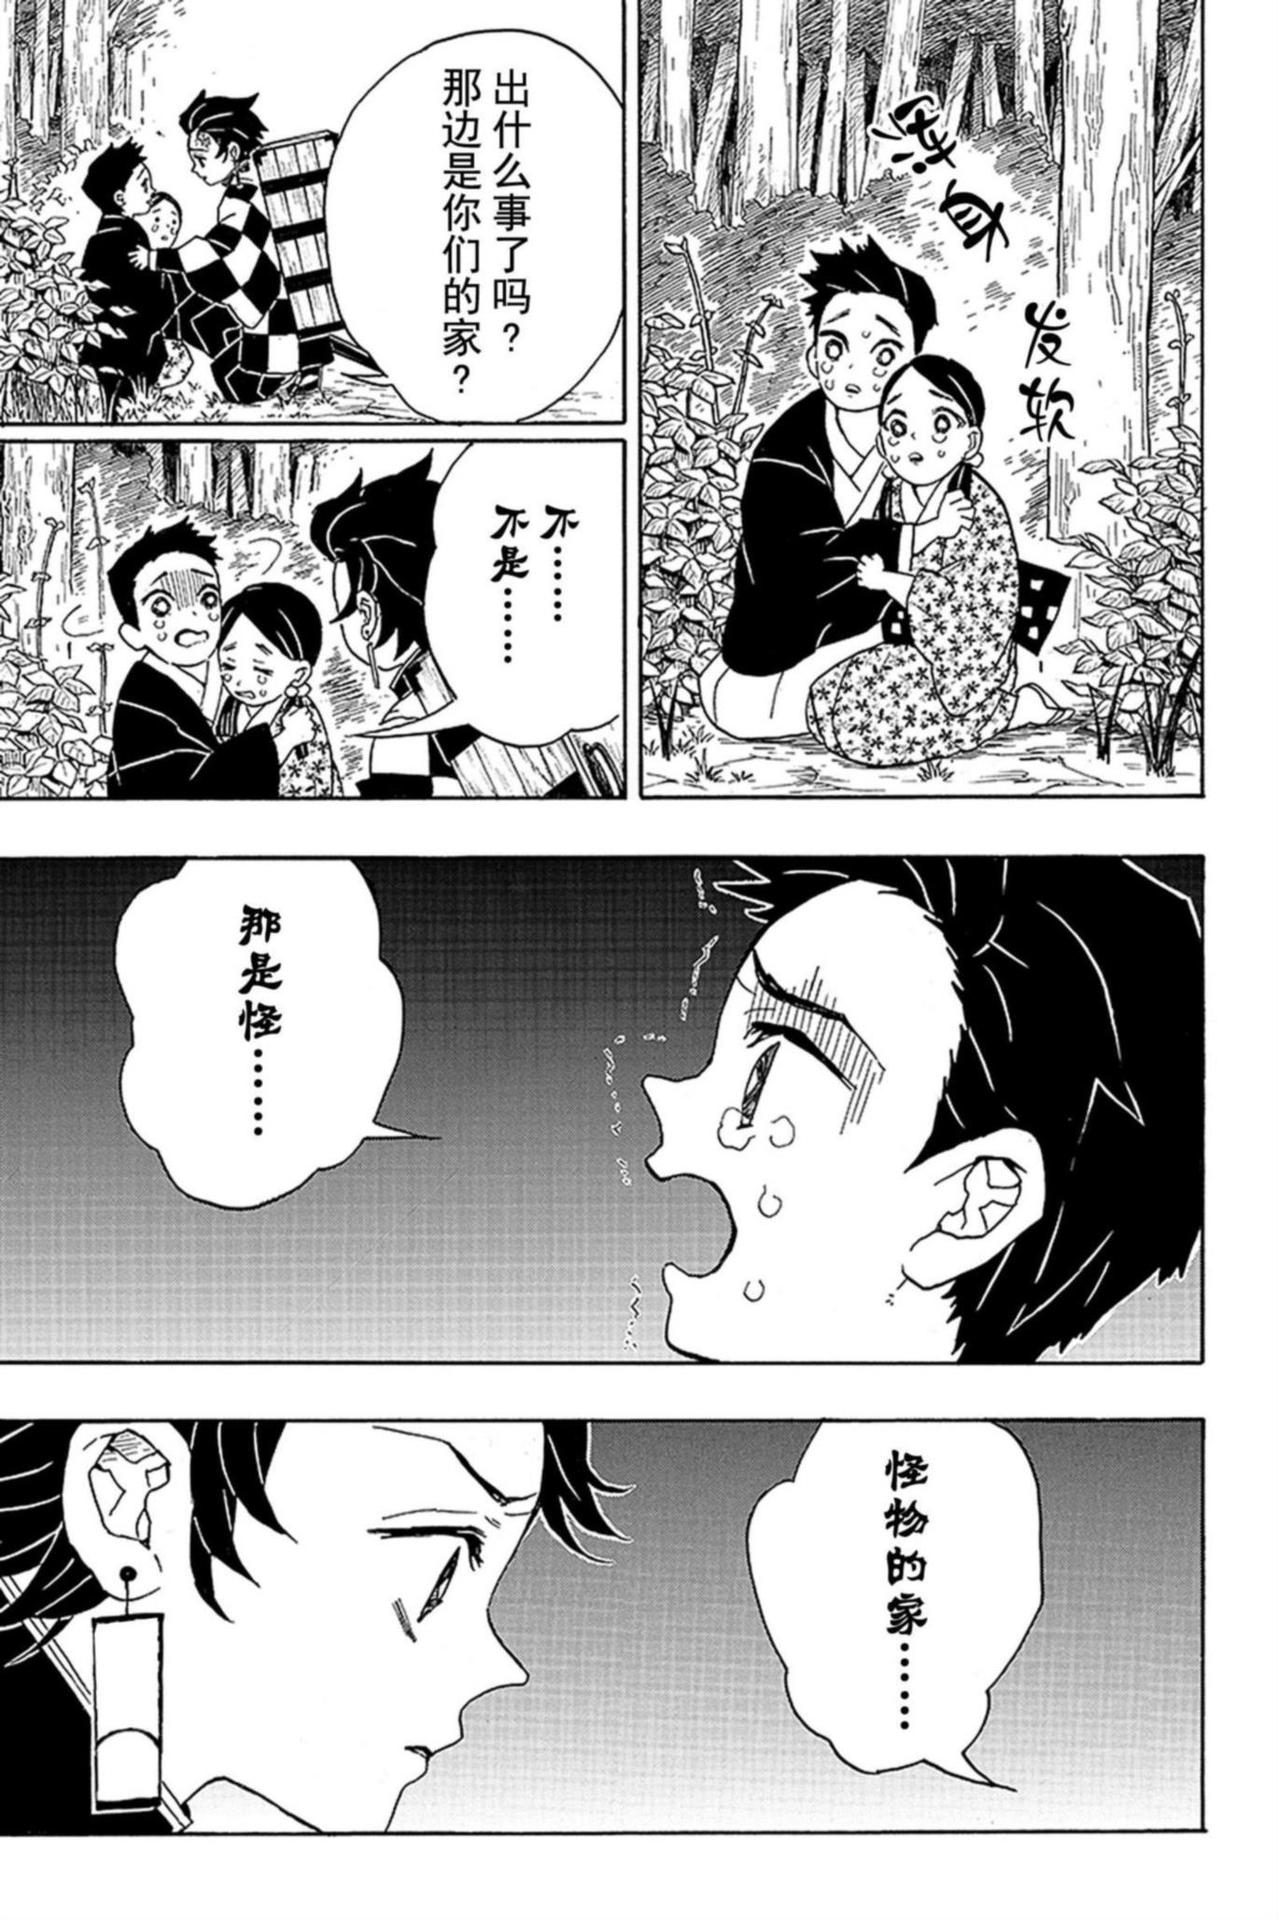 浑身
发软
出什么事了吗？
那边是你们的家？
不……
不是……
那是怪……
怪物的家……